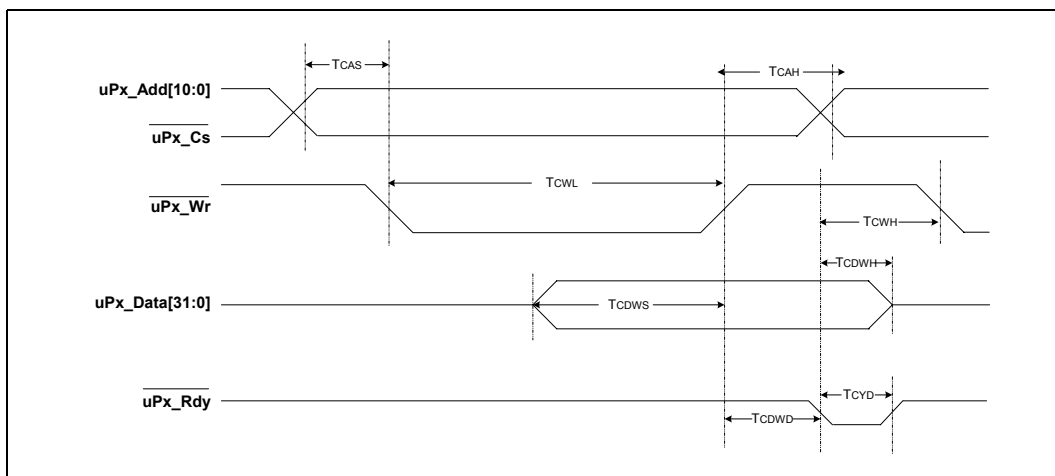 TCAS
TCAH
uPx_Add[10:0]
uPx_Cs
TCWL
uPx_Wr
TCWH
TCDWH
uPx_Data[31:0]
TCDWS
uPx_Rdy
TCYD
TCDWD